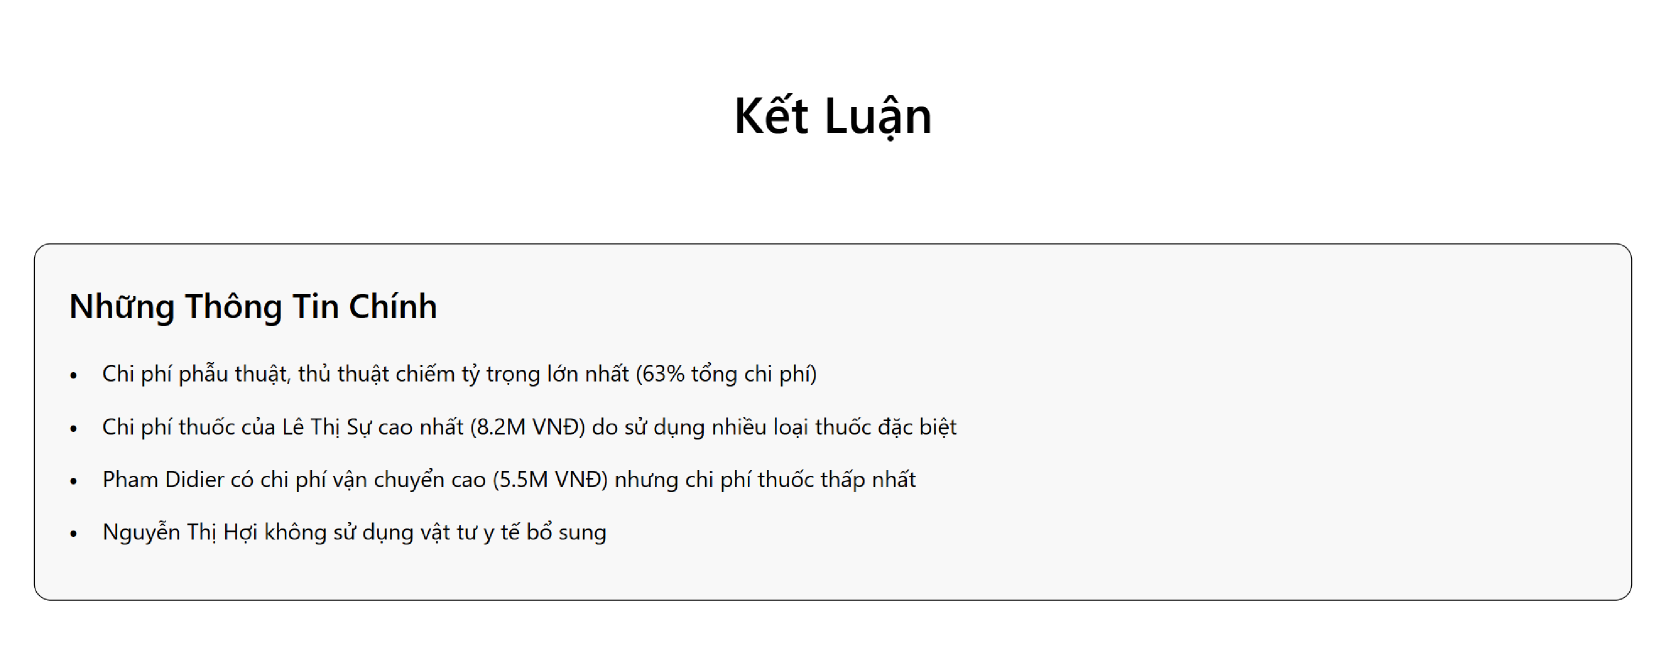 Kết Luận
Những Thông Tin Chính
• Chi phí phẫu thuật, thủ thuật chiếm tỷ trọng lớn nhất (63% tổng chi phí)
• Chi phí thuốc của Lê Thị Sự cao nhất (8.2M VNĐ) do sử dụng nhiều loại thuốc đặc biệt
• Pham Didier có chi phí vận chuyển cao (5.5M VNĐ) nhưng chi phí thuốc thấp nhất
• Nguyễn Thị Hợi không sử dụng vật tư y tế bổ sung